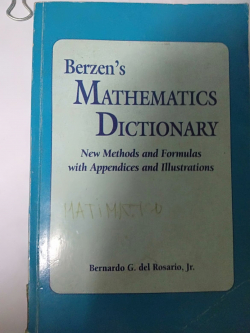 Berzen's
MATHEMATICS
DICTIONARY
New Methods and Formulas
with Appendices and Illustrations
Bernardo G. del Rosario, Jr.